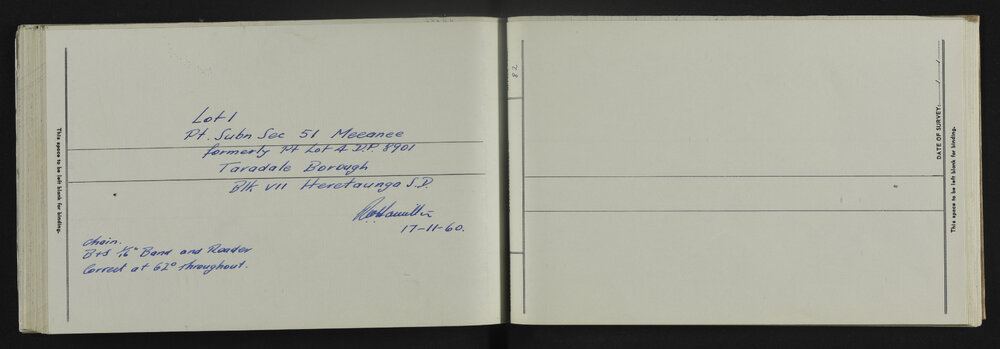 This space to be left blank for binding.
Lot 1
Pt. Subn Sec 51 Meeanee
formerly Pt Lot 4 D.P. 8901
Taradale Borough
Blk VII Heretaunga S.D.
17-11-60.
Chain.
B+S 1/16" Band and Reader
Correct at 62° throughout.
82
DATE OF SURVEY:
This space to be left blank for binding.